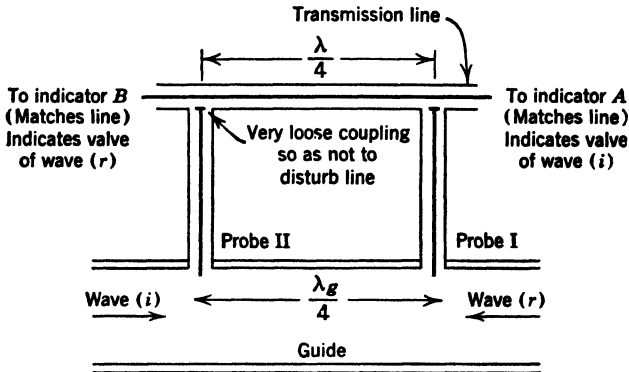 Transmission line
λ
4
To indicator B
(Matches line)
Indicates valve
of wave (r)
To indicator A
(Matches line)
Indicates valve
of wave (i)
Very loose coupling
so as not to
disturb line
Probe II
Probe I
Wave (i)
λg
4
Wave (r)
Guide